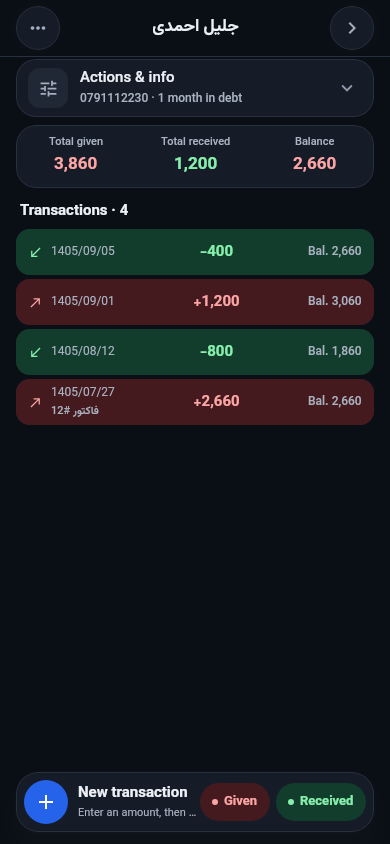 جلیل احمدی
Actions & info
0791112230 · 1 month in debt
Total given
3,860
Total received
1,200
Balance
2,660
Transactions · 4
1405/09/05 −400 Bal. 2,660
1405/09/01 +1,200 Bal. 3,060
1405/08/12 −800 Bal. 1,860
1405/07/27 +2,660 Bal. 2,660
فاکتور #12
New transaction
Enter an amount, then …
Given
Received